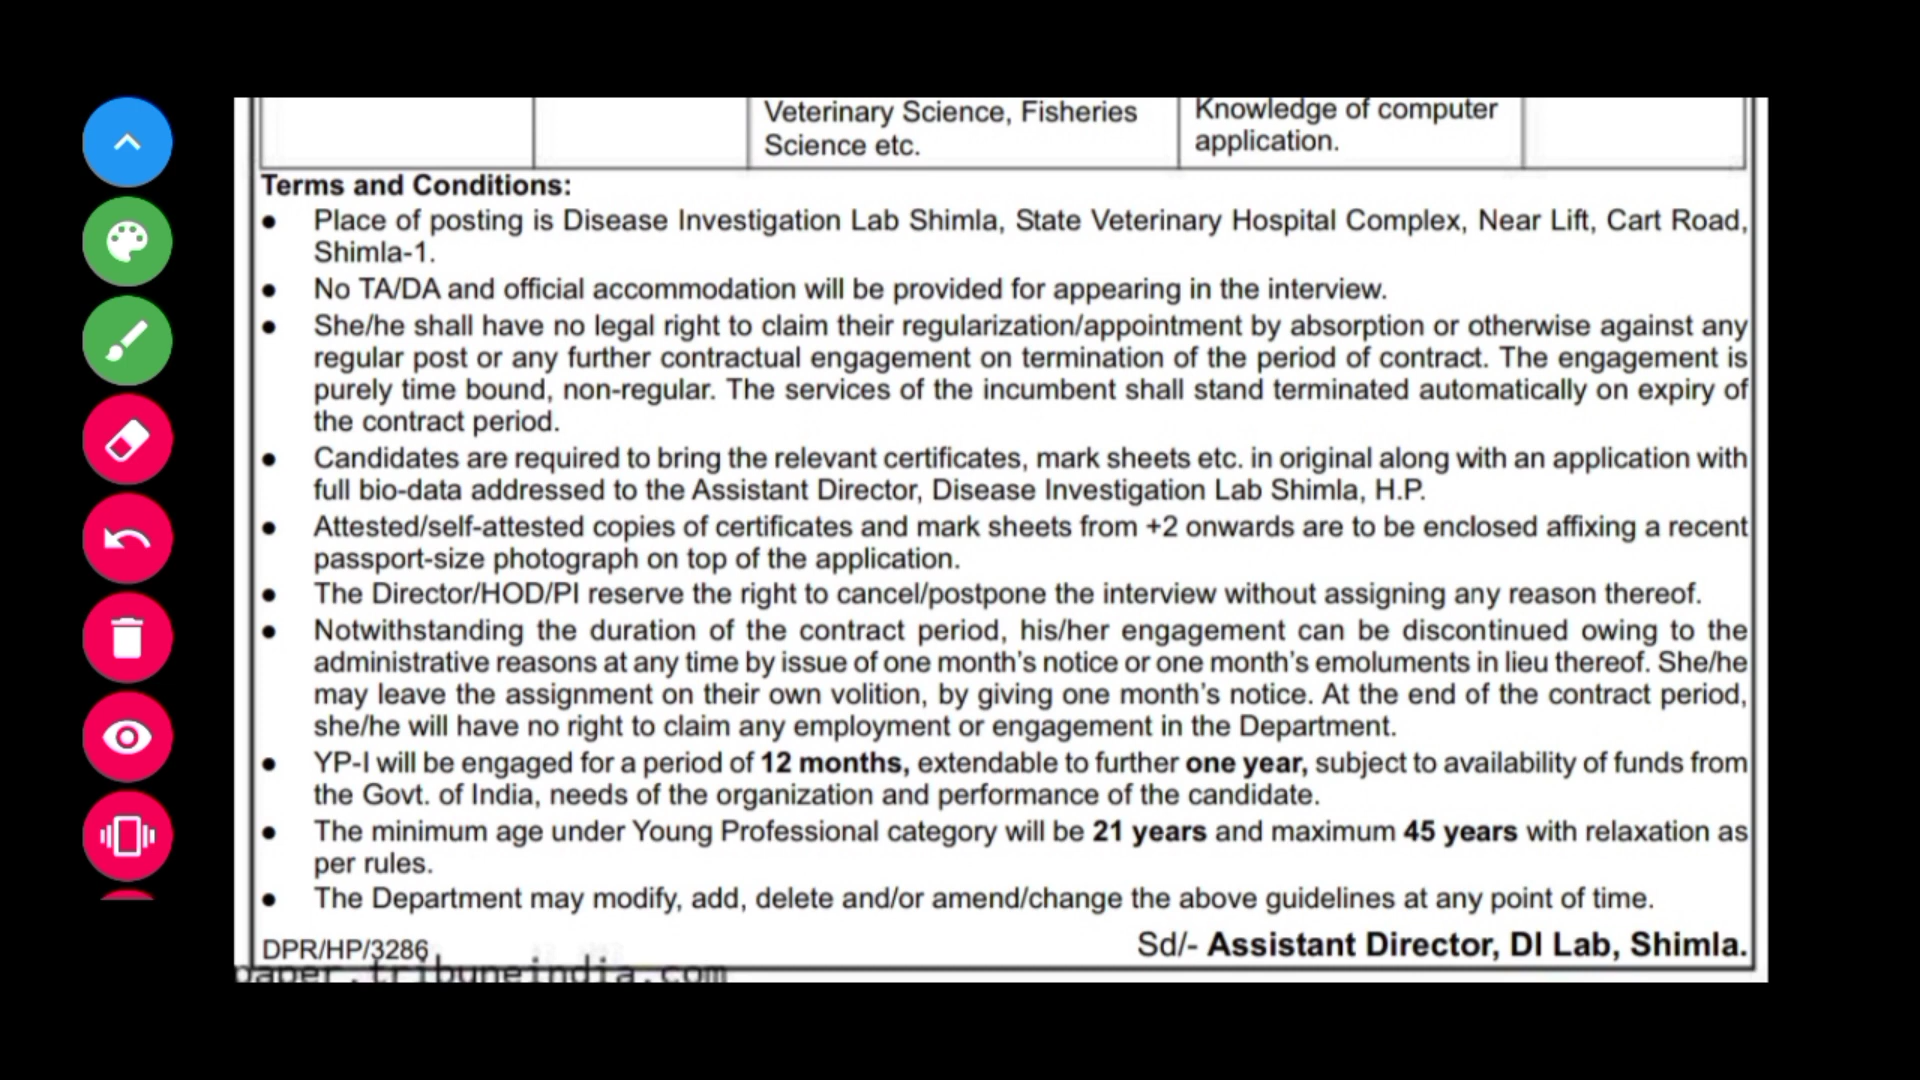 Veterinary Science, Fisheries
Science etc.
Knowledge of computer
application.
Terms and Conditions:
● Place of posting is Disease Investigation Lab Shimla, State Veterinary Hospital Complex, Near Lift, Cart Road,
Shimla-1.
● No TA/DA and official accommodation will be provided for appearing in the interview.
● She/he shall have no legal right to claim their regularization/appointment by absorption or otherwise against any
regular post or any further contractual engagement on termination of the period of contract. The engagement is
purely time bound, non-regular. The services of the incumbent shall stand terminated automatically on expiry of
the contract period.
● Candidates are required to bring the relevant certificates, mark sheets etc. in original along with an application with
full bio-data addressed to the Assistant Director, Disease Investigation Lab Shimla, H.P.
● Attested/self-attested copies of certificates and mark sheets from +2 onwards are to be enclosed affixing a recent
passport-size photograph on top of the application.
● The Director/HOD/PI reserve the right to cancel/postpone the interview without assigning any reason thereof.
● Notwithstanding the duration of the contract period, his/her engagement can be discontinued owing to the
administrative reasons at any time by issue of one month's notice or one month's emoluments in lieu thereof. She/he
may leave the assignment on their own volition, by giving one month's notice. At the end of the contract period,
she/he will have no right to claim any employment or engagement in the Department.
● YP-I will be engaged for a period of 12 months, extendable to further one year, subject to availability of funds from
the Govt. of India, needs of the organization and performance of the candidate.
● The minimum age under Young Professional category will be 21 years and maximum 45 years with relaxation as
per rules.
● The Department may modify, add, delete and/or amend/change the above guidelines at any point of time.
DPR/HP/3286
Sd/- Assistant Director, DI Lab, Shimla.
paper.tribuneindia.com